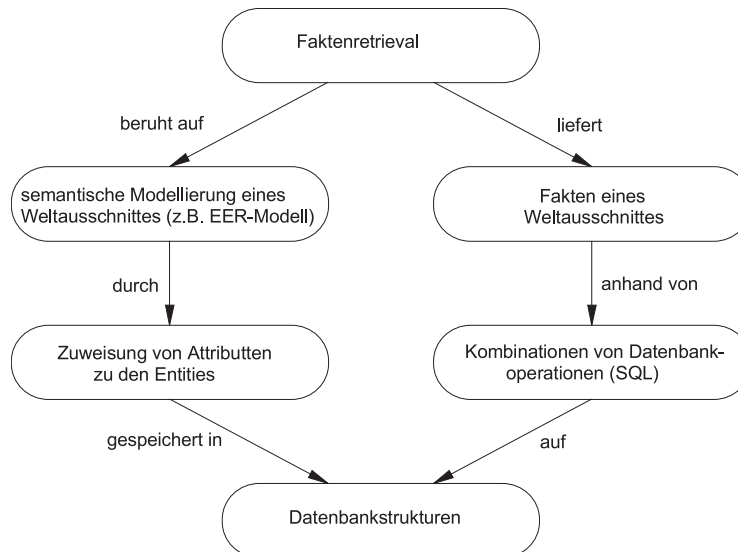 Faktenretrieval
beruht auf
liefert
semantische Modellierung eines
Weltausschnittes (z.B. EER-Modell)
Fakten eines
Weltausschnittes
durch
anhand von
Zuweisung von Attributten
zu den Entities
Kombinationen von Datenbank-
operationen (SQL)
gespeichert in
auf
Datenbankstrukturen